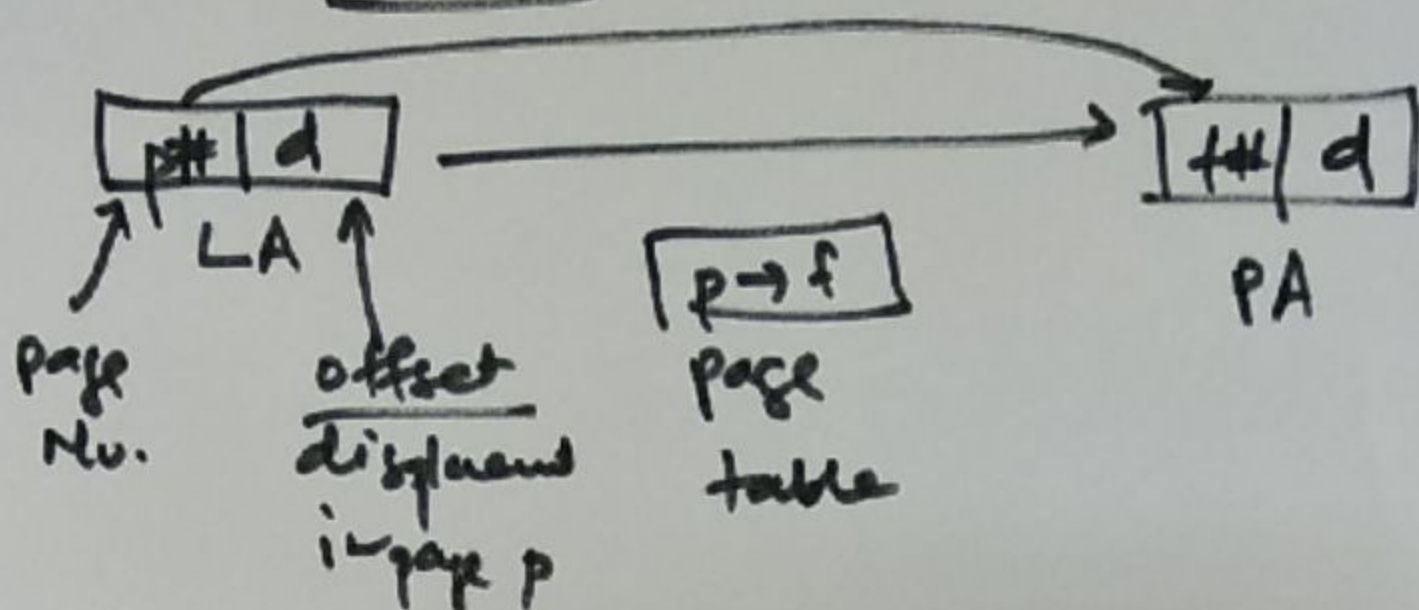 p# | d
f# | d
LA
PA
p → f
page
No.
offset
displacement
in page p
page
table